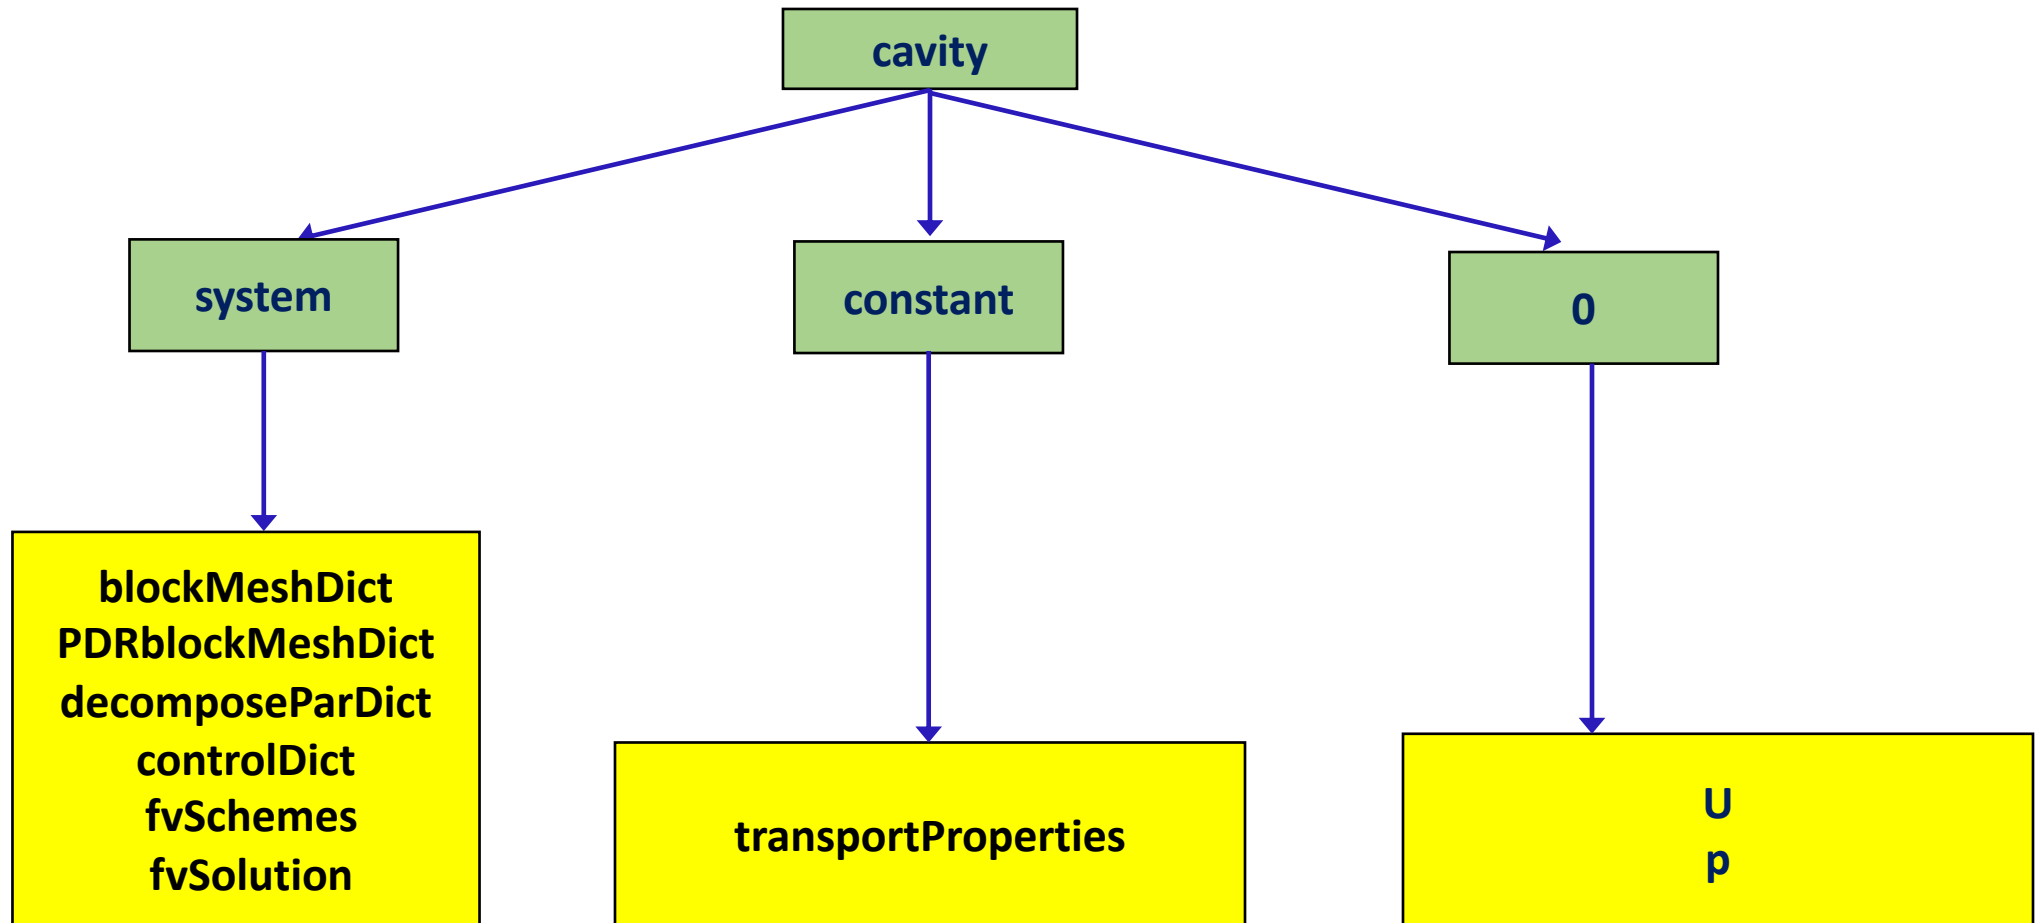 cavity
system
constant
0
blockMeshDict
PDRblockMeshDict
decomposeParDict
controlDict
fvSchemes
fvSolution
transportProperties
U
p